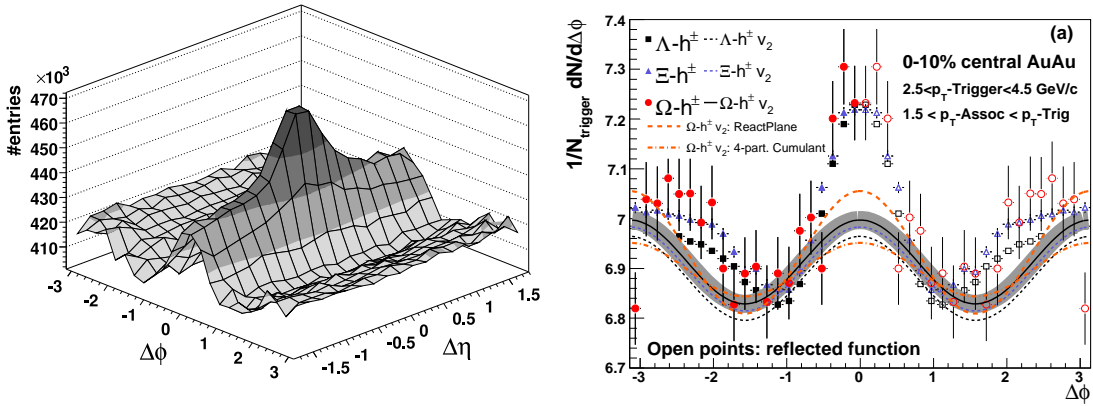 ×10³
#entries
470
460
450
440
430
420
410
-3
-2
-1
0
1
2
3
Δϕ
-1.5
-1
-0.5
0
0.5
1
1.5
Δη
1/N_trigger dN/dΔϕ
7.4
7.3
7.2
7.1
7
6.9
6.8
6.7
(a)
Λ-h± Λ-h± v₂
Ξ-h± Ξ-h± v₂
Ω-h± Ω-h± v₂
Ω-h± v₂: ReactPlane
Ω-h± v₂: 4-part. Cumulant
0-10% central AuAu
2.5<p_T-Trigger<4.5 GeV/c
1.5 < p_T-Assoc < p_T-Trig
Open points: reflected function
-3 -2 -1 0 1 2 3
Δϕ